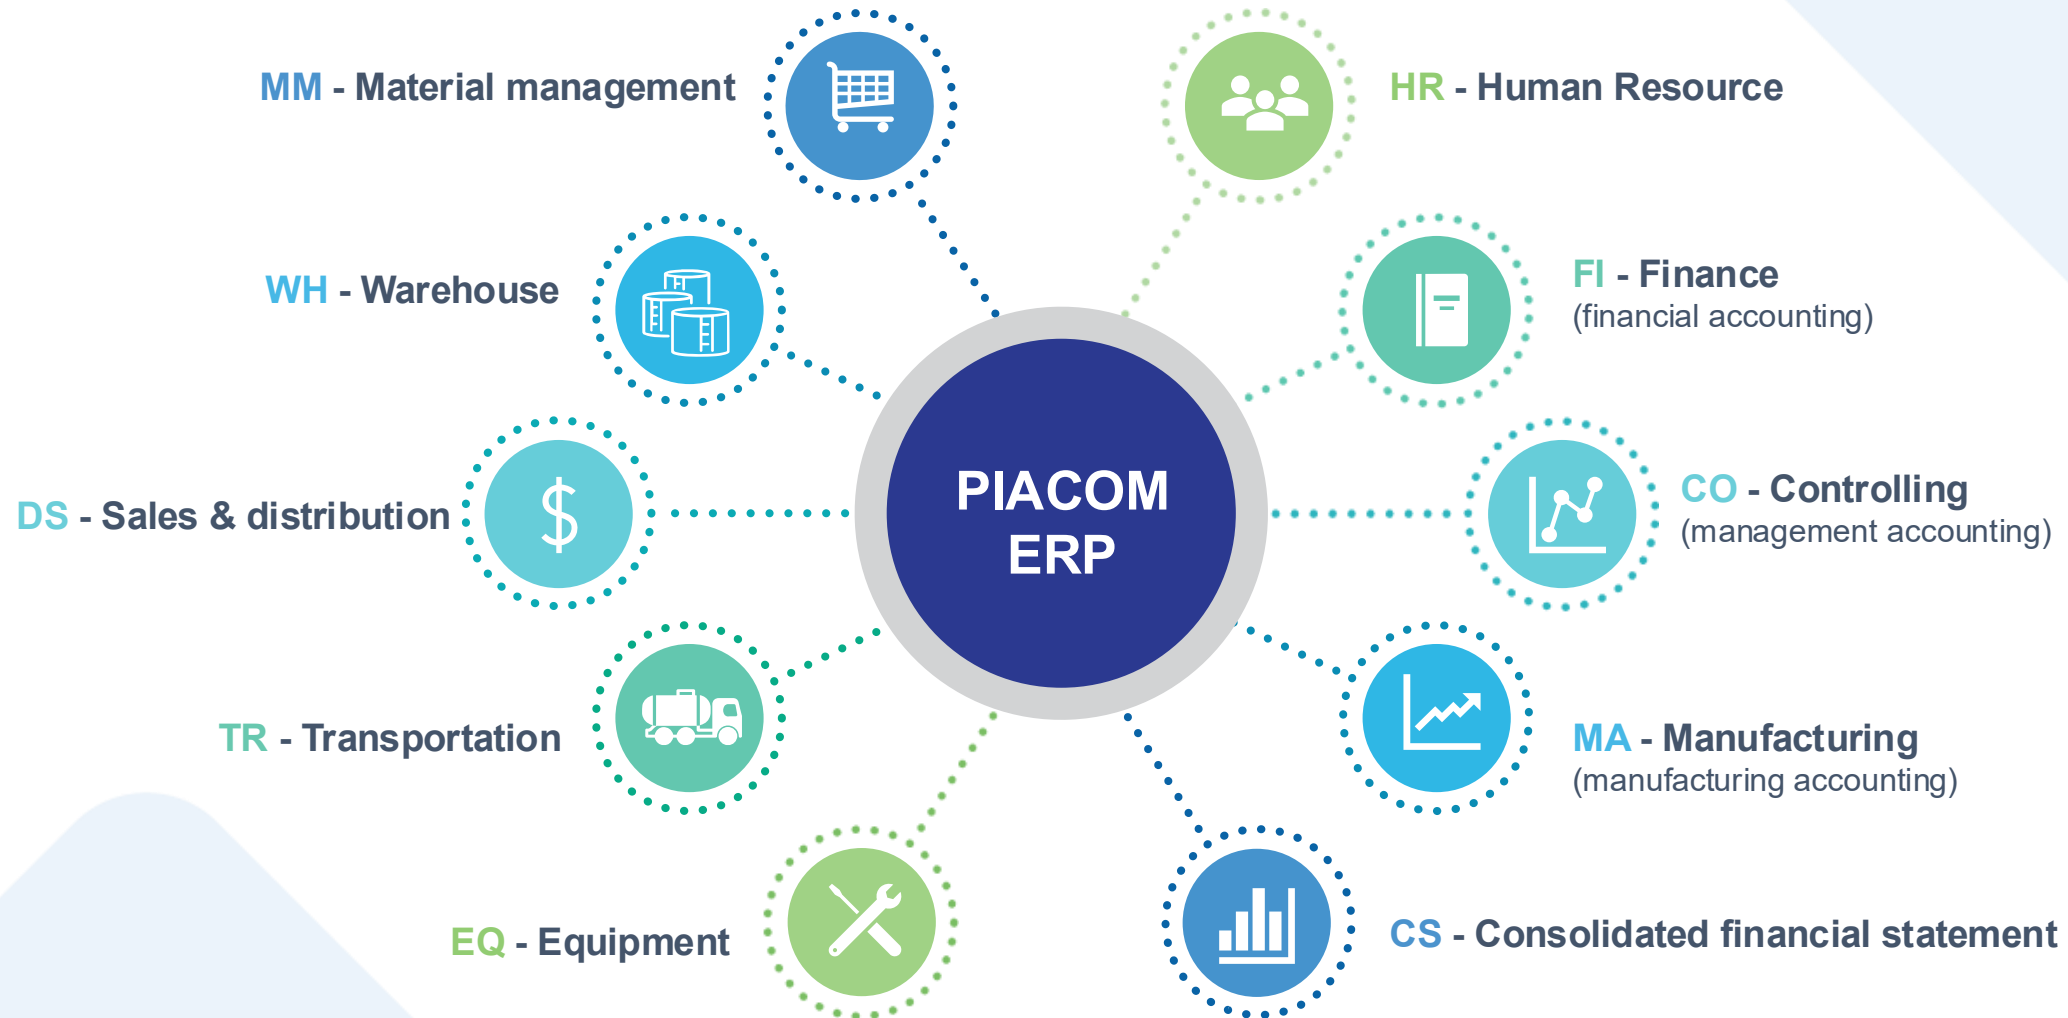 MM - Material management
HR - Human Resource
WH - Warehouse
FI - Finance
(financial accounting)
DS - Sales & distribution
PIACOM
ERP
CO - Controlling
(management accounting)
TR - Transportation
MA - Manufacturing
(manufacturing accounting)
EQ - Equipment
CS - Consolidated financial statement